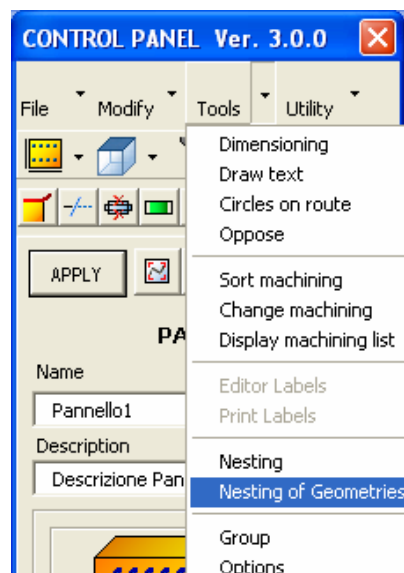 CONTROL PANEL Ver. 3.0.0
File Modify Tools Utility
Dimensioning
Draw text
Circles on route
Oppose
Sort machining
Change machining
Display machining list
Editor Labels
Print Labels
Nesting
Nesting of Geometries
Group
Options
APPLY
PA
Name
Pannello1
Description
Descrizione Pan